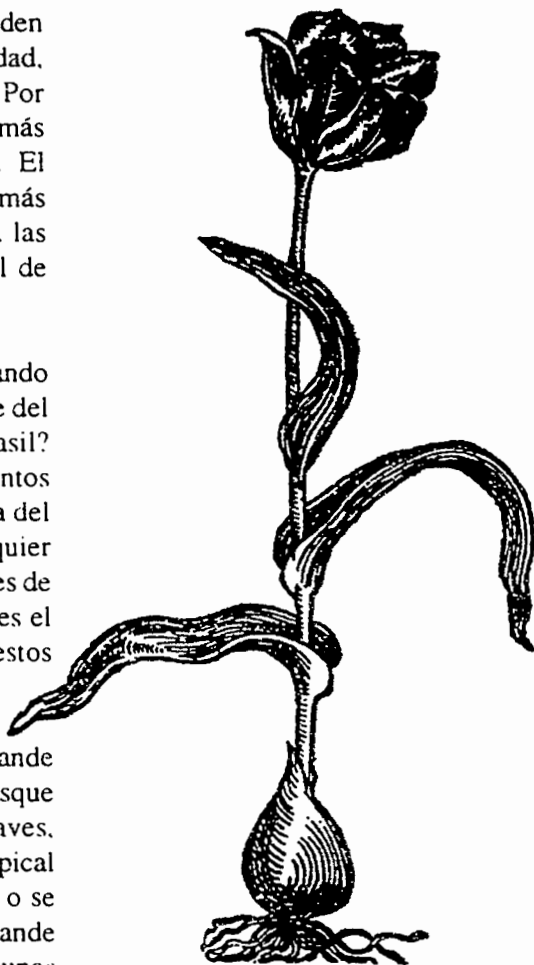 den
dad,
Por
más
El
más
las
l de
ando
e del
asil?
ntos
a del
quier
es de
es el
estos
ande
sque
aves,
pical
o se
ande